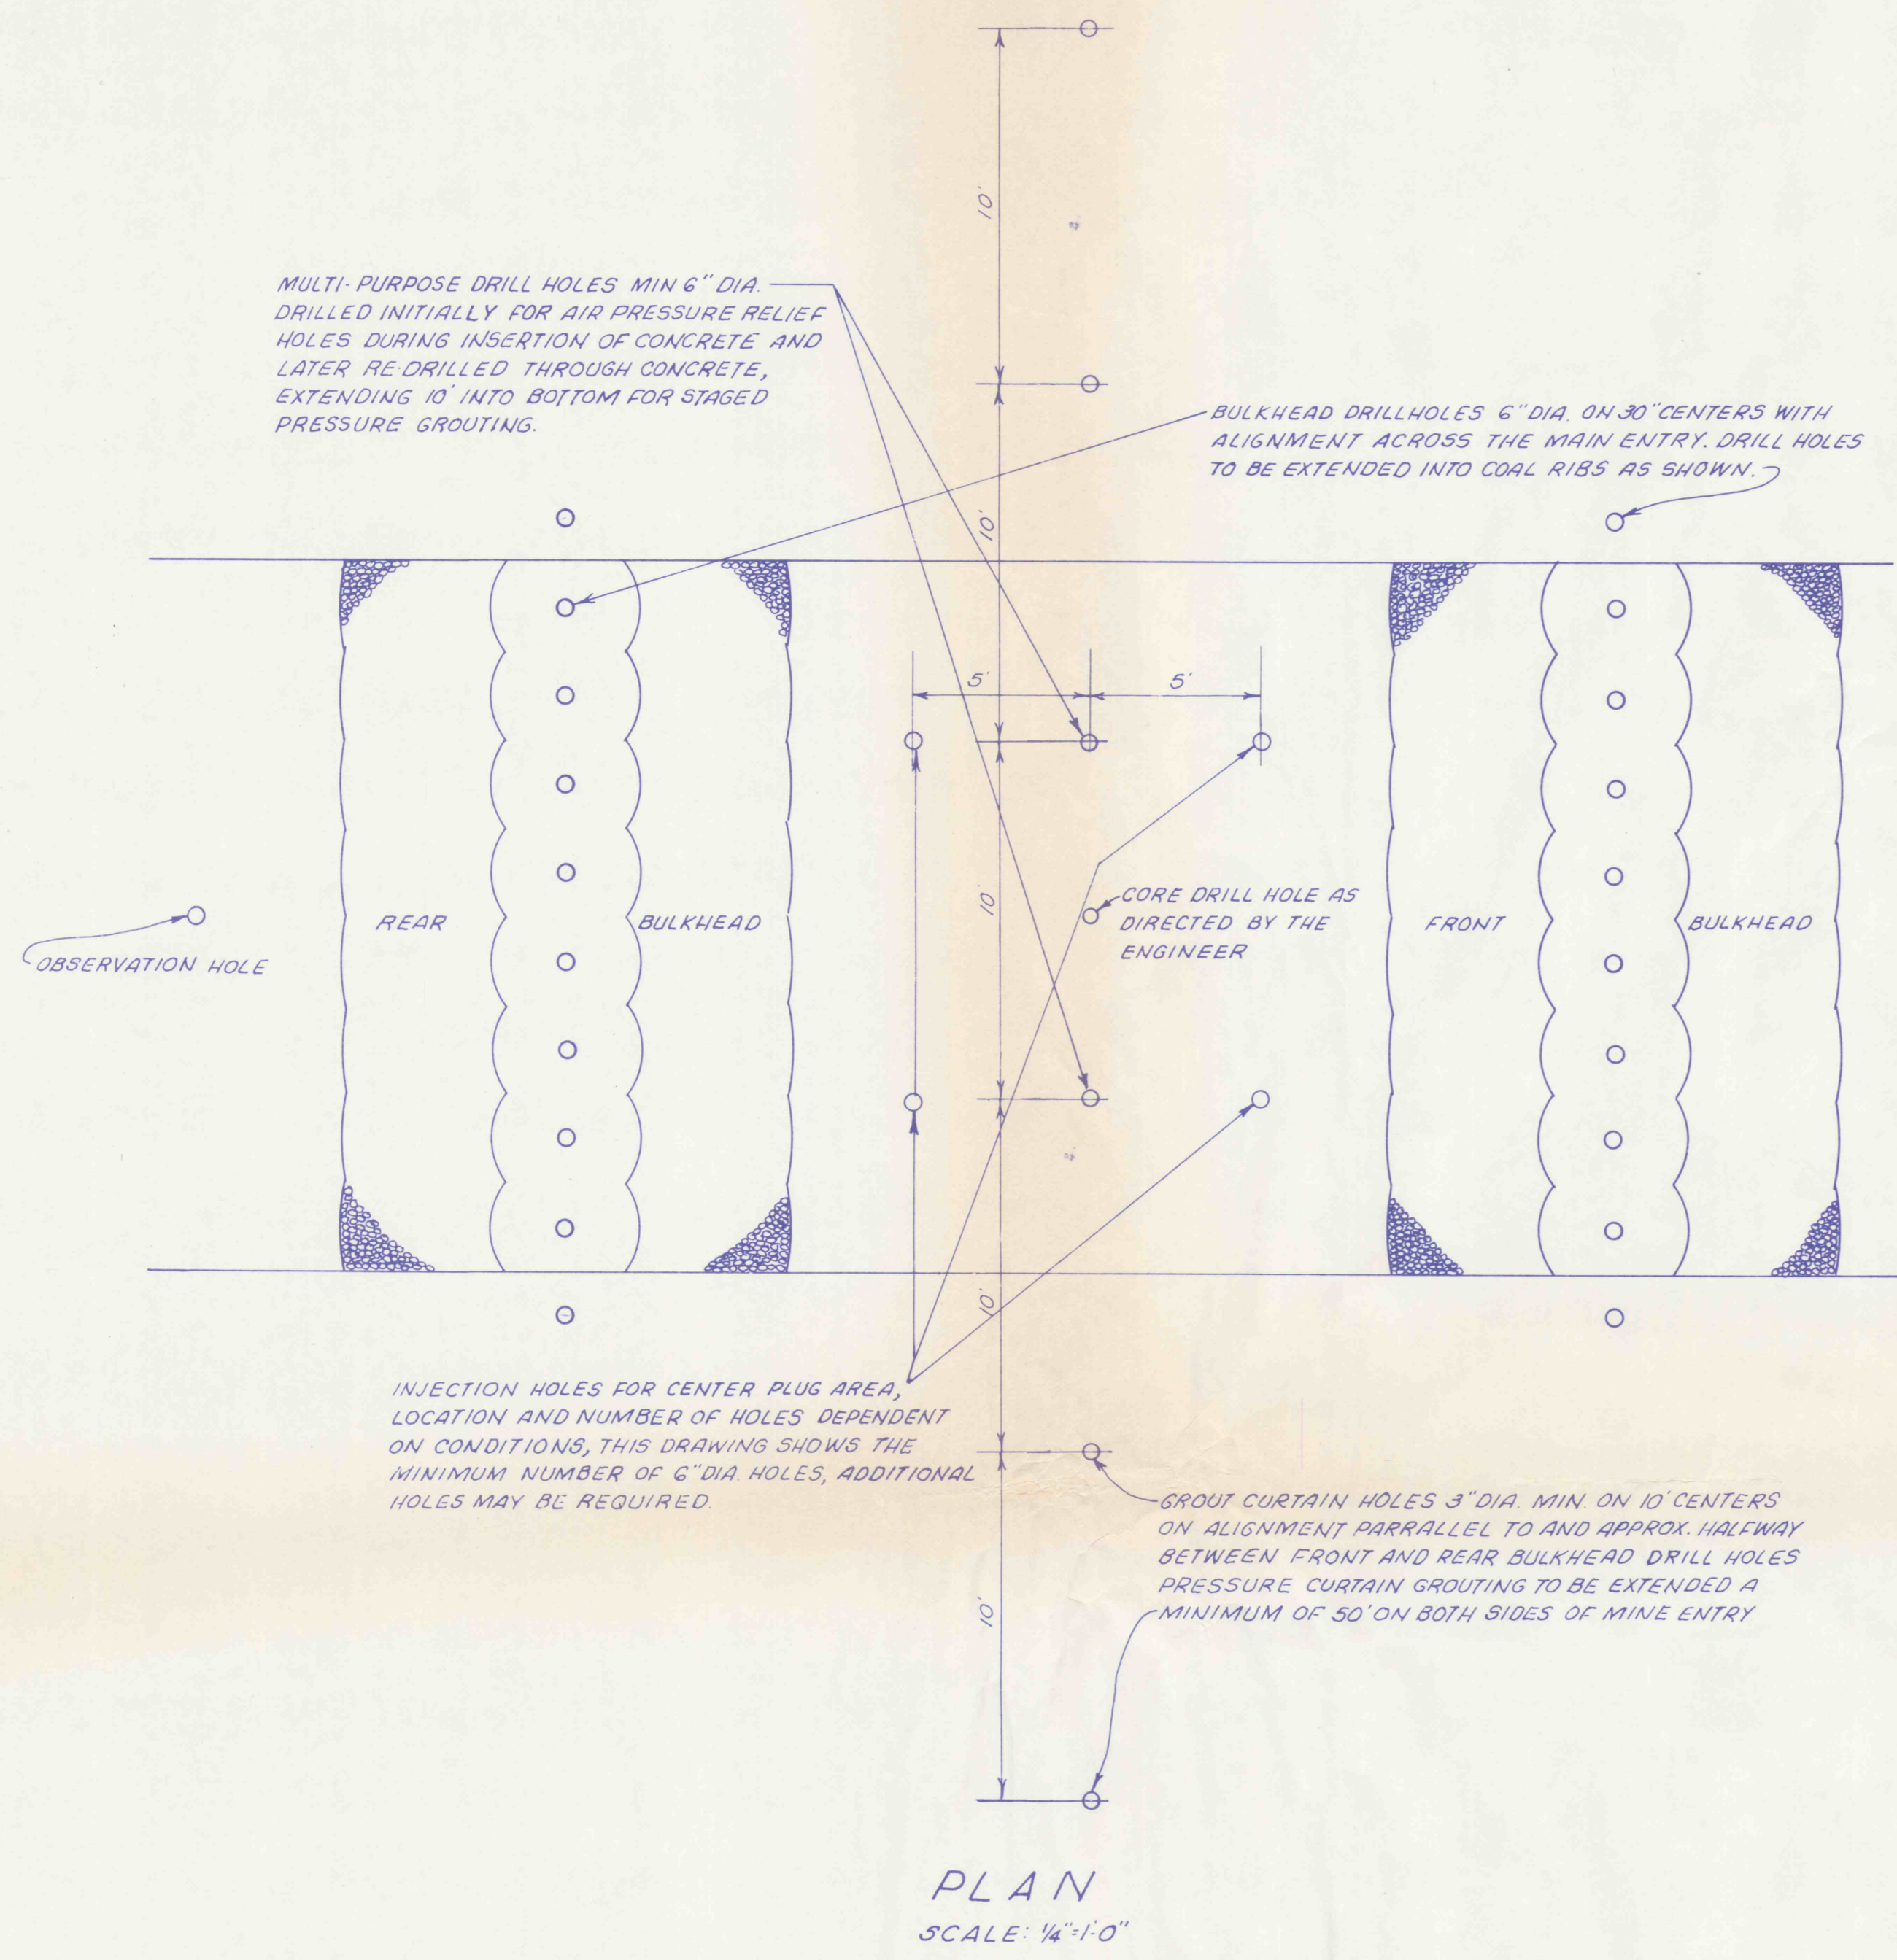 10'
MULTI-PURPOSE DRILL HOLES MIN 6" DIA.
DRILLED INITIALLY FOR AIR PRESSURE RELIEF
HOLES DURING INSERTION OF CONCRETE AND
LATER RE-DRILLED THROUGH CONCRETE,
EXTENDING 10' INTO BOTTOM FOR STAGED
PRESSURE GROUTING.
BULKHEAD DRILLHOLES 6" DIA. ON 30" CENTERS WITH
ALIGNMENT ACROSS THE MAIN ENTRY. DRILL HOLES
TO BE EXTENDED INTO COAL RIBS AS SHOWN.
10'
5'
5'
10'
CORE DRILL HOLE AS
DIRECTED BY THE
ENGINEER
REAR
BULKHEAD
FRONT
BULKHEAD
OBSERVATION HOLE
10'
INJECTION HOLES FOR CENTER PLUG AREA,
LOCATION AND NUMBER OF HOLES DEPENDENT
ON CONDITIONS, THIS DRAWING SHOWS THE
MINIMUM NUMBER OF 6" DIA. HOLES, ADDITIONAL
HOLES MAY BE REQUIRED.
GROUT CURTAIN HOLES 3" DIA. MIN. ON 10' CENTERS
ON ALIGNMENT PARRALLEL TO AND APPROX. HALFWAY
BETWEEN FRONT AND REAR BULKHEAD DRILL HOLES
PRESSURE CURTAIN GROUTING TO BE EXTENDED A
MINIMUM OF 50' ON BOTH SIDES OF MINE ENTRY
10'
PLAN
SCALE: 1/4"=1'-0"